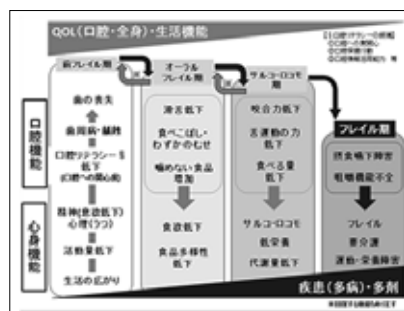 QOL（口腔・全身）・生活機能
前フレイル期
オーラル
フレイル期
サルコ・ロコモ
期
フレイル期
口腔機能
歯の喪失
歯周病・齲蝕
口腔リテラシー§
低下
（口腔への関心度）
滑舌低下
食べこぼし・
わずかのむせ
噛めない食品
増加
咬合力低下
舌運動の力
低下
食べる量
低下
摂食嚥下障害
咀嚼機能不全
心身機能
精神（意欲低下）
心理（うつ）
活動量低下
生活の広がり
食欲低下
食品多様性
低下
サルコ・ロコモ
低栄養
代謝量低下
フレイル
要介護
運動・栄養障害
疾患（多病）・多剤